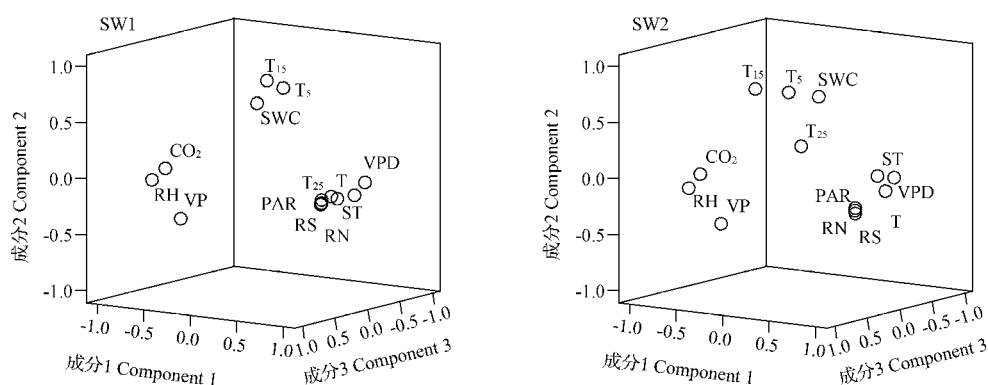 SW1
1.0
0.5
0.0
-0.5
-1.0
成分2 Component 2
T₁₅
T₅
SWC
CO₂
RH
VP
VPD
T₂₅
T
PAR
ST
RS
RN
-1.0
-0.5
0.0
0.5
1.0
成分1 Component 1
1.0
0.5
0.0
-0.5
-1.0
成分3 Component 3
SW2
1.0
0.5
0.0
-0.5
-1.0
成分2 Component 2
T₁₅
T₅
SWC
T₂₅
CO₂
RH
VP
ST
VPD
PAR
RN
RS
T
-1.0
-0.5
0.0
0.5
1.0
成分1 Component 1
1.0
0.5
0.0
-0.5
-1.0
成分3 Component 3